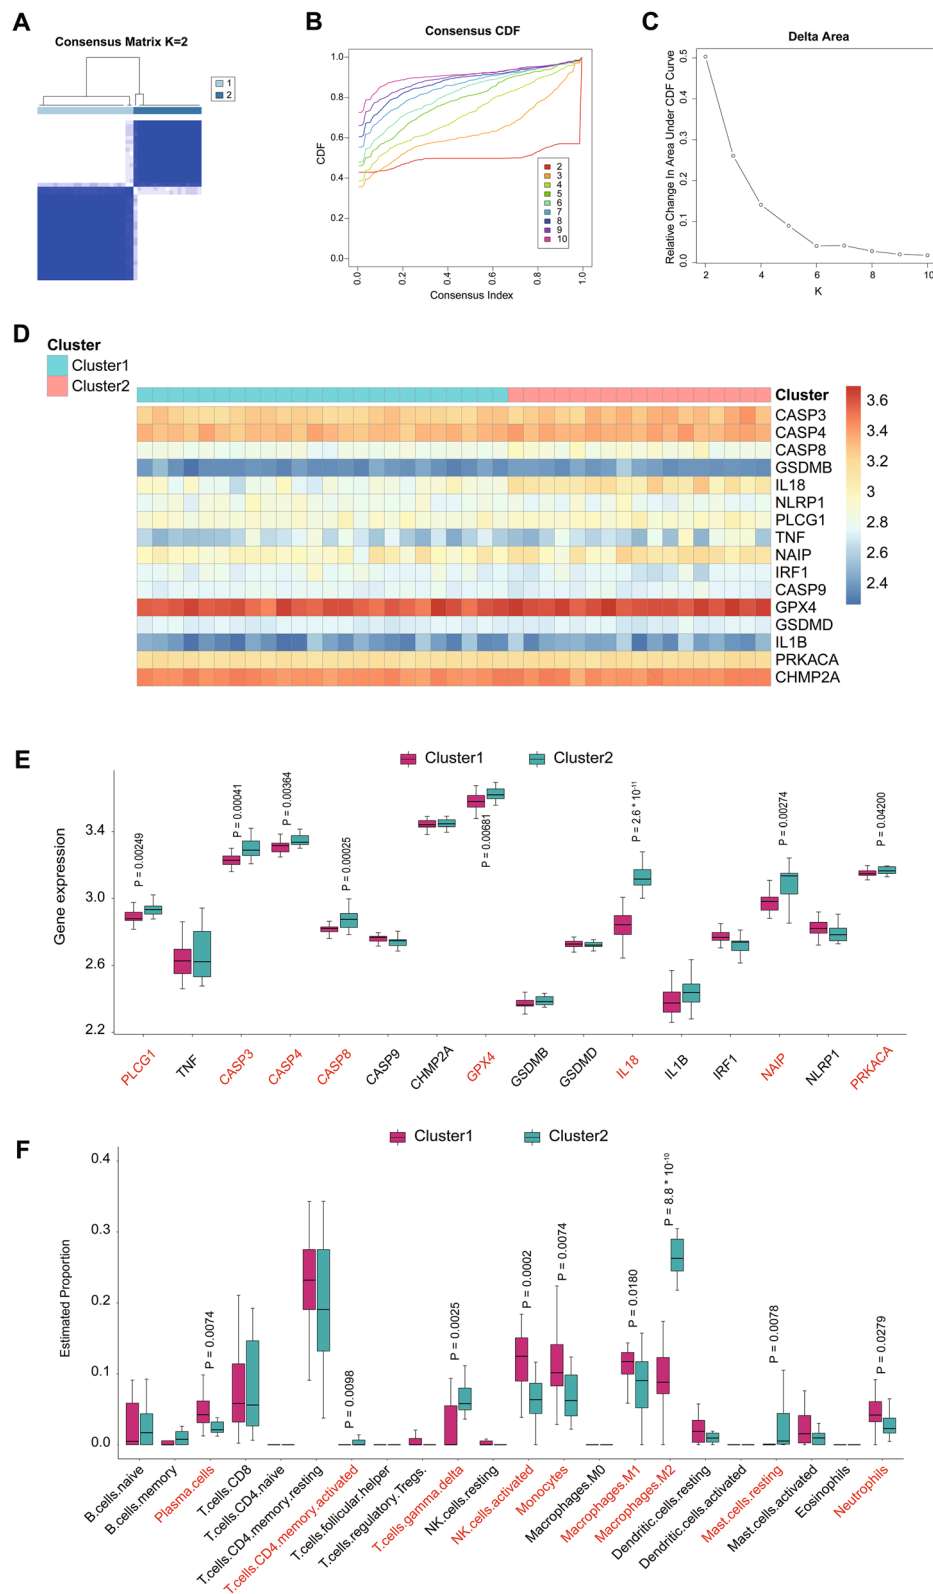 A
Consensus Matrix K=2
1
2
B
Consensus CDF
CDF
1.0
0.8
0.6
0.4
0.2
0.0
2
3
4
5
6
7
8
9
10
0.0
0.2
0.4
0.6
0.8
1.0
Consensus Index
C
Delta Area
Relative Change In Area Under CDF Curve
0.5
0.4
0.3
0.2
0.1
0.0
2
4
6
8
10
K
D
Cluster
Cluster1
Cluster2
Cluster
CASP3
CASP4
CASP8
GSDMB
IL18
NLRP1
PLCG1
TNF
NAIP
IRF1
CASP9
GPX4
GSDMD
IL1B
PRKACA
CHMP2A
3.6
3.4
3.2
3
2.8
2.6
2.4
E
Cluster1
Cluster2
Gene expression
3.4
3.0
2.6
2.2
P = 0.00249
P = 0.00041
P = 0.00364
P = 0.00025
P = 0.00681
P = 2.6 * 10-11
P = 0.00274
P = 0.04200
PLCG1
TNF
CASP3
CASP4
CASP8
CASP9
CHMP2A
GPX4
GSDMB
GSDMD
IL18
IL1B
IRF1
NAIP
NLRP1
PRKACA
F
Cluster1
Cluster2
Estimated Proportion
0.4
0.3
0.2
0.1
0.0
P = 0.0074
P = 0.0098
P = 0.0025
P = 0.0002
P = 0.0074
P = 0.0180
P = 8.8 * 10-10
P = 0.0078
P = 0.0279
B.cells.naive
B.cells.memory
Plasma.cells
T.cells.CD8
T.cells.CD4.naive
T.cells.CD4.memory.resting
T.cells.CD4.memory.activated
T.cells.follicular.helper
T.cells.regulatory.Tregs.
T.cells.gamma.delta
NK.cells.resting
NK.cells.activated
Monocytes
Macrophages.M0
Macrophages.M1
Macrophages.M2
Dendritic.cells.resting
Dendritic.cells.activated
Mast.cells.resting
Mast.cells.activated
Eosinophils
Neutrophils